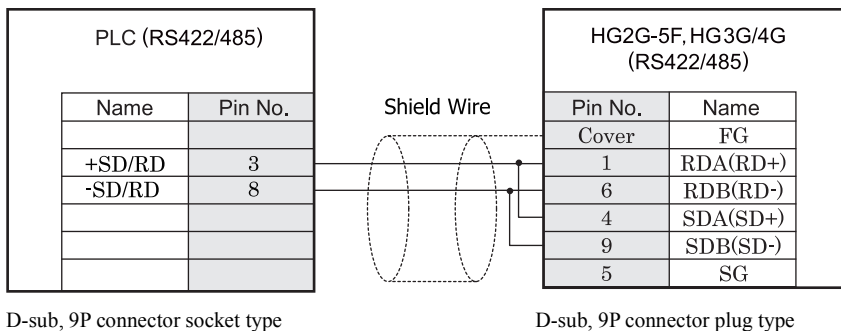 PLC (RS422/485)
HG2G-5F, HG3G/4G
(RS422/485)
Name Pin No.
Shield Wire
Pin No. Name
Cover FG
+SD/RD 3
1 RDA(RD+)
-SD/RD 8
6 RDB(RD-)
4 SDA(SD+)
9 SDB(SD-)
5 SG
D-sub, 9P connector socket type
D-sub, 9P connector plug type